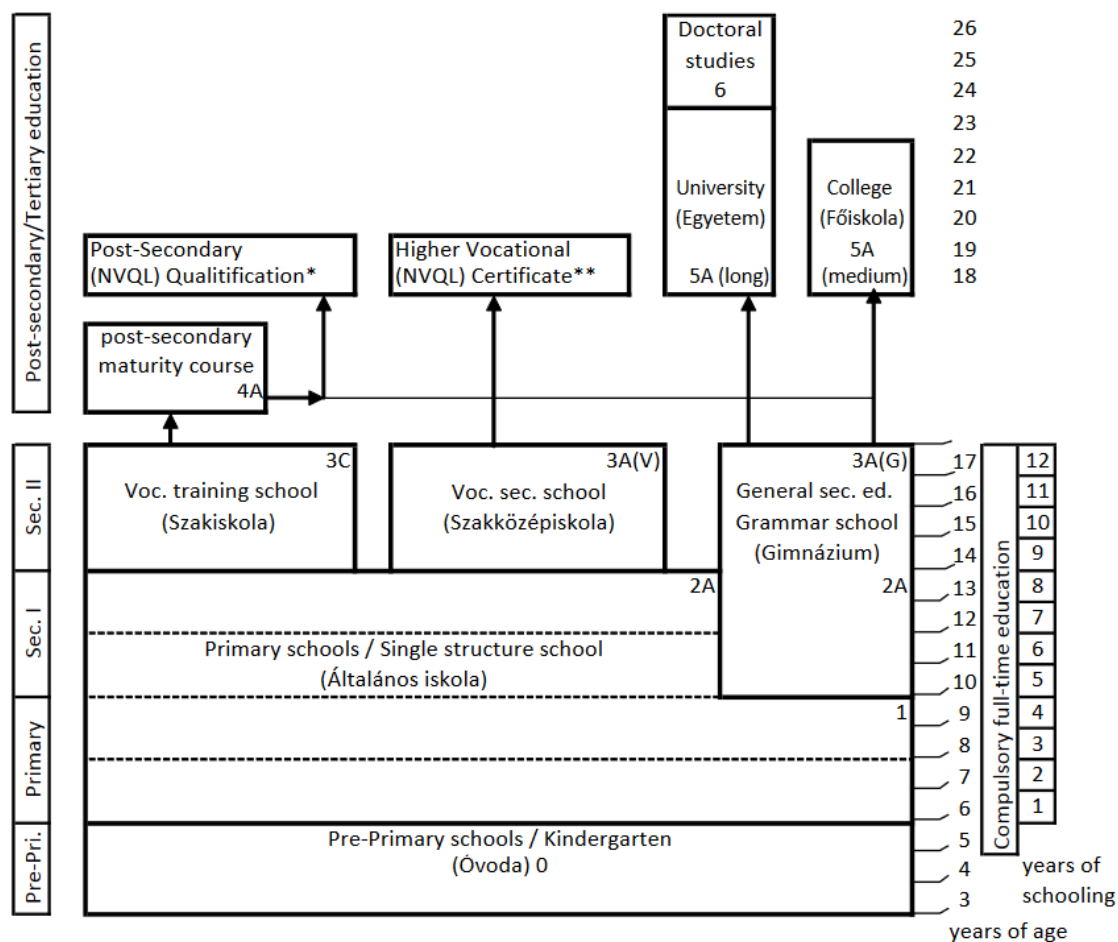 Post-secondary/Tertiary education
Doctoral
studies
6
26
25
24
23
22
21
20
19
18
University
(Egyetem)
5A (long)
College
(Főiskola)
5A
(medium)
Post-Secondary
(NVQL) Qualitification*
Higher Vocational
(NVQL) Certificate**
post-secondary
maturity course
4A
Sec. II
3C
Voc. training school
(Szakiskola)
3A(V)
Voc. sec. school
(Szakközépiskola)
3A(G)
General sec. ed.
Grammar school
(Gimnázium)
2A
17
16
15
14
13
12
11
10
9
8
7
6
5
4
3
Compulsory full-time education
12
11
10
9
8
7
6
5
4
3
2
1
Sec. I
2A
Primary schools / Single structure school
(Általános iskola)
Primary
1
Pre-Pri.
Pre-Primary schools / Kindergarten
(Óvoda) 0
years of
schooling
years of age